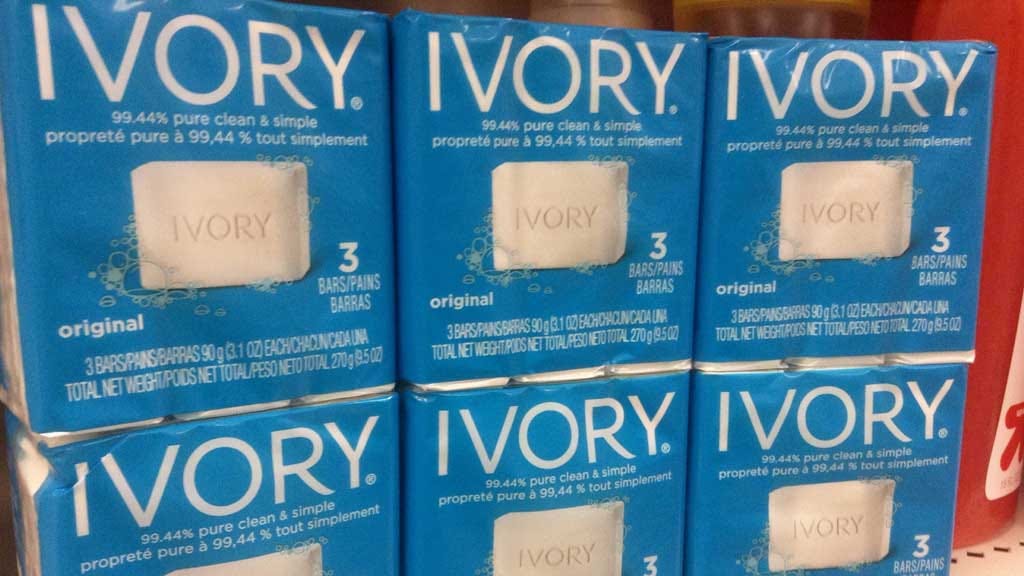 IVORY®
99.44% pure clean & simple
propreté pure à 99,44 % tout simplement
IVORY
3
BARS/PAINS
BARRAS
original
3 BARS/PAINS/BARRAS 90 g (3.1 OZ) EACH/CHACUN/CADA UNA
TOTAL NET WEIGHT/POIDS NET TOTAL/PESO NETO TOTAL 270 g (9.5 OZ)
IVORY®
99.44% pure clean & simple
propreté pure à 99,44 % tout simplement
IVORY
3
BARS/PAINS
BARRAS
original
3 BARS/PAINS/BARRAS 90 g (3.1 OZ) EACH/CHACUN/CADA UNA
TOTAL NET WEIGHT/POIDS NET TOTAL/PESO NETO TOTAL 270 g (9.5 OZ)
IVORY®
99.44% pure clean & simple
propreté pure à 99,44 % tout simplement
IVORY
3
BARS/PAINS
BARRAS
original
3 BARS/PAINS/BARRAS 90 g (3.1 OZ) EACH/CHACUN/CADA UNA
TOTAL NET WEIGHT/POIDS NET TOTAL/PESO NETO TOTAL 270 g (9.5 OZ)
IVORY®
99.44% pure clean & simple
propreté pure à 99,44 % tout simplement
IVORY®
99.44% pure clean & simple
propreté pure à 99,44 % tout simplement
IVORY
3
IVORY®
99.44% pure clean & simple
propreté pure à 99,44 % tout simplement
IVORY
3
BARS/PAINS
BARRAS